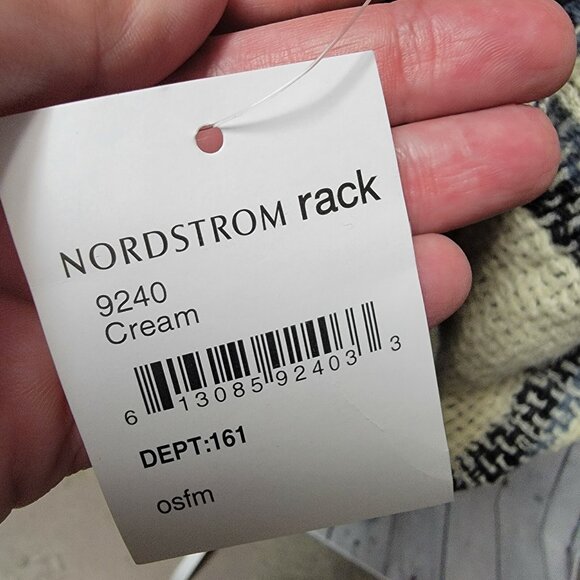 NORDSTROM rack
9240
Cream
6 13085 92403 3
DEPT:161
osfm